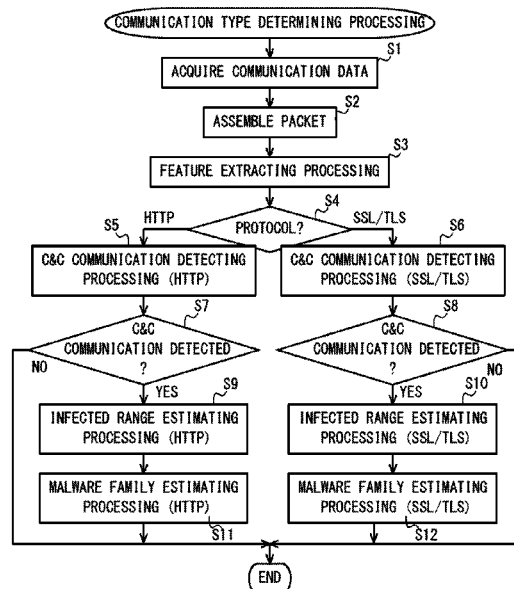 COMMUNICATION TYPE DETERMINING PROCESSING
S1
ACQUIRE COMMUNICATION DATA
S2
ASSEMBLE PACKET
S3
FEATURE EXTRACTING PROCESSING
S4
PROTOCOL?
HTTP
SSL/TLS
S5
C&C COMMUNICATION DETECTING
PROCESSING (HTTP)
S6
C&C COMMUNICATION DETECTING
PROCESSING (SSL/TLS)
S7
C&C
COMMUNICATION DETECTED
?
NO
YES
S8
C&C
COMMUNICATION DETECTED
?
NO
YES
S9
INFECTED RANGE ESTIMATING
PROCESSING (HTTP)
S10
INFECTED RANGE ESTIMATING
PROCESSING (SSL/TLS)
MALWARE FAMILY ESTIMATING
PROCESSING (HTTP)
S11
MALWARE FAMILY ESTIMATING
PROCESSING (SSL/TLS)
S12
END